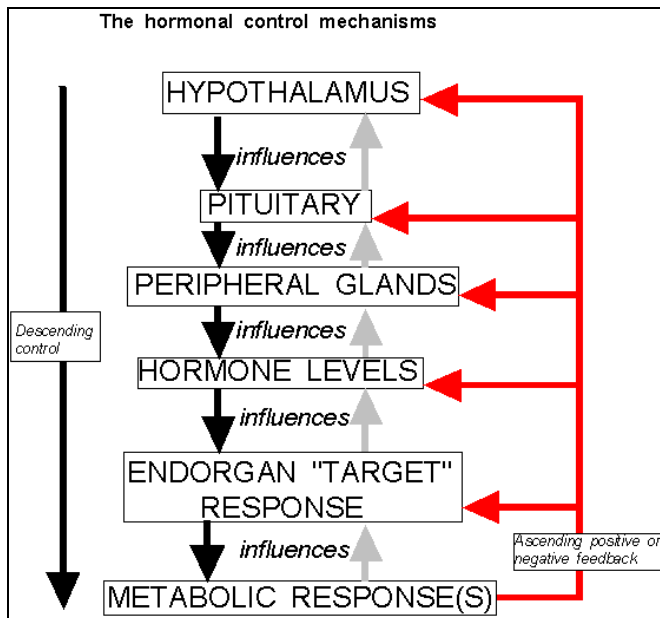 The hormonal control mechanisms
HYPOTHALAMUS
influences
PITUITARY
influences
PERIPHERAL GLANDS
influences
Descending
control
HORMONE LEVELS
influences
ENDORGAN "TARGET"
RESPONSE
influences
Ascending positive or
negative feedback
METABOLIC RESPONSE(S)